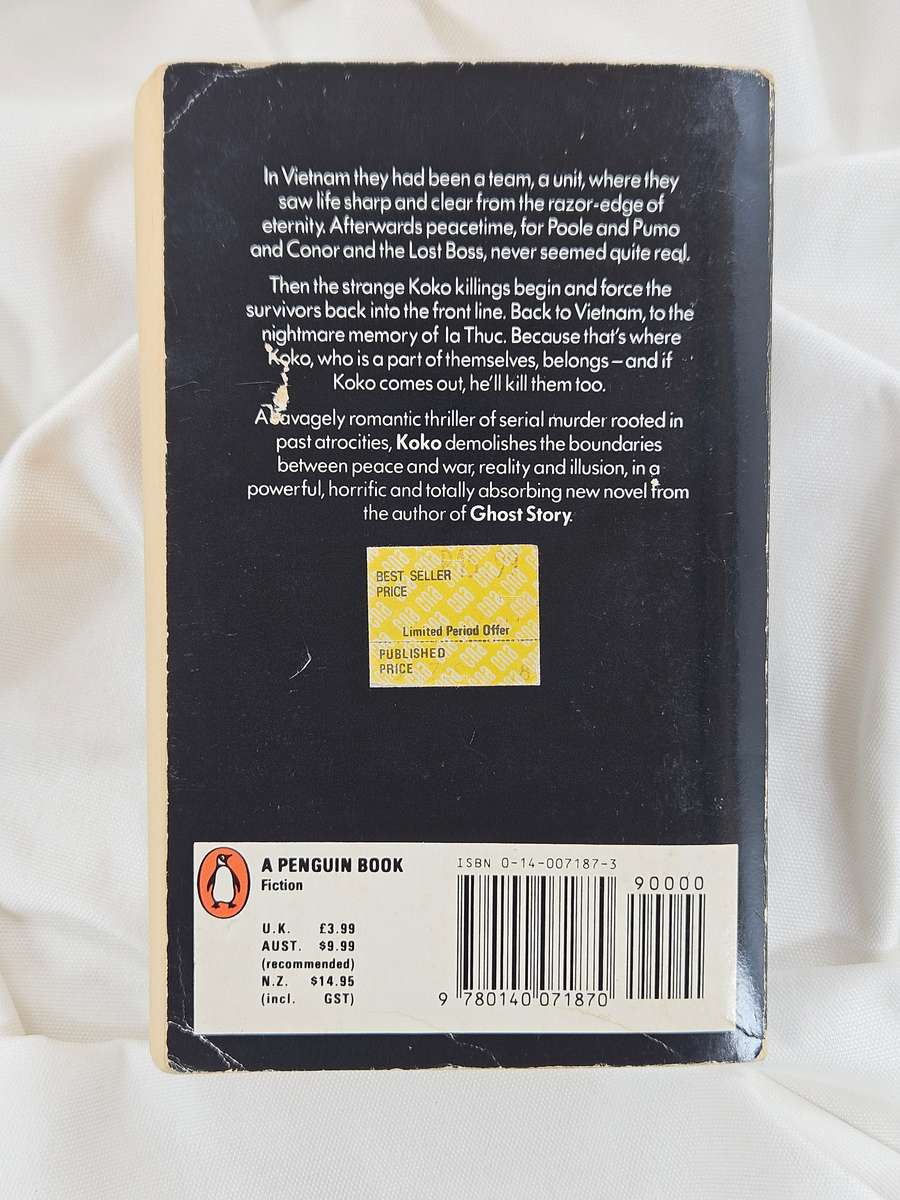 In Vietnam they had been a team, a unit, where they
saw life sharp and clear from the razor-edge of
eternity. Afterwards peacetime, for Poole and Pumo
and Conor and the Lost Boss, never seemed quite real.
Then the strange Koko killings begin and force the
survivors back into the front line. Back to Vietnam, to the
nightmare memory of Ia Thuc. Because that's where
Koko, who is a part of themselves, belongs – and if
Koko comes out, he'll kill them too.
A savagely romantic thriller of serial murder rooted in
past atrocities, Koko demolishes the boundaries
between peace and war, reality and illusion, in a
powerful, horrific and totally absorbing new novel from
the author of Ghost Story.
BEST SELLER
PRICE
Limited Period Offer
PUBLISHED
PRICE
cna
A PENGUIN BOOK
Fiction
U.K. £3.99
AUST. $9.99
(recommended)
N.Z. $14.95
(incl. GST)
ISBN 0-14-007187-3
90000
9 780140 071870